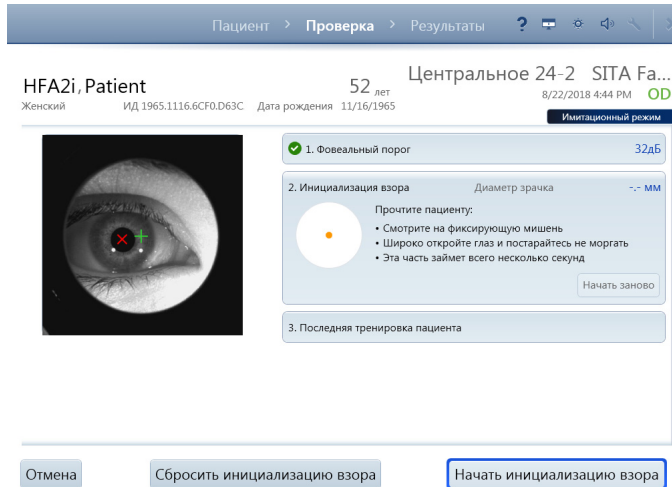 Пациент > Проверка > Результаты ?
HFA2i, Patient
52 лет
Центральное 24-2 SITA Fa...
Женский ИД 1965.1116.6CF0.D63C Дата рождения 11/16/1965
8/22/2018 4:44 PM OD
Имитационный режим
1. Фовеальный порог 32дБ
2. Инициализация взора Диаметр зрачка -.- мм
Прочтите пациенту:
• Смотрите на фиксирующую мишень
• Широко откройте глаз и постарайтесь не моргать
• Эта часть займет всего несколько секунд
Начать заново
3. Последняя тренировка пациента
Отмена Сбросить инициализацию взора Начать инициализацию взора